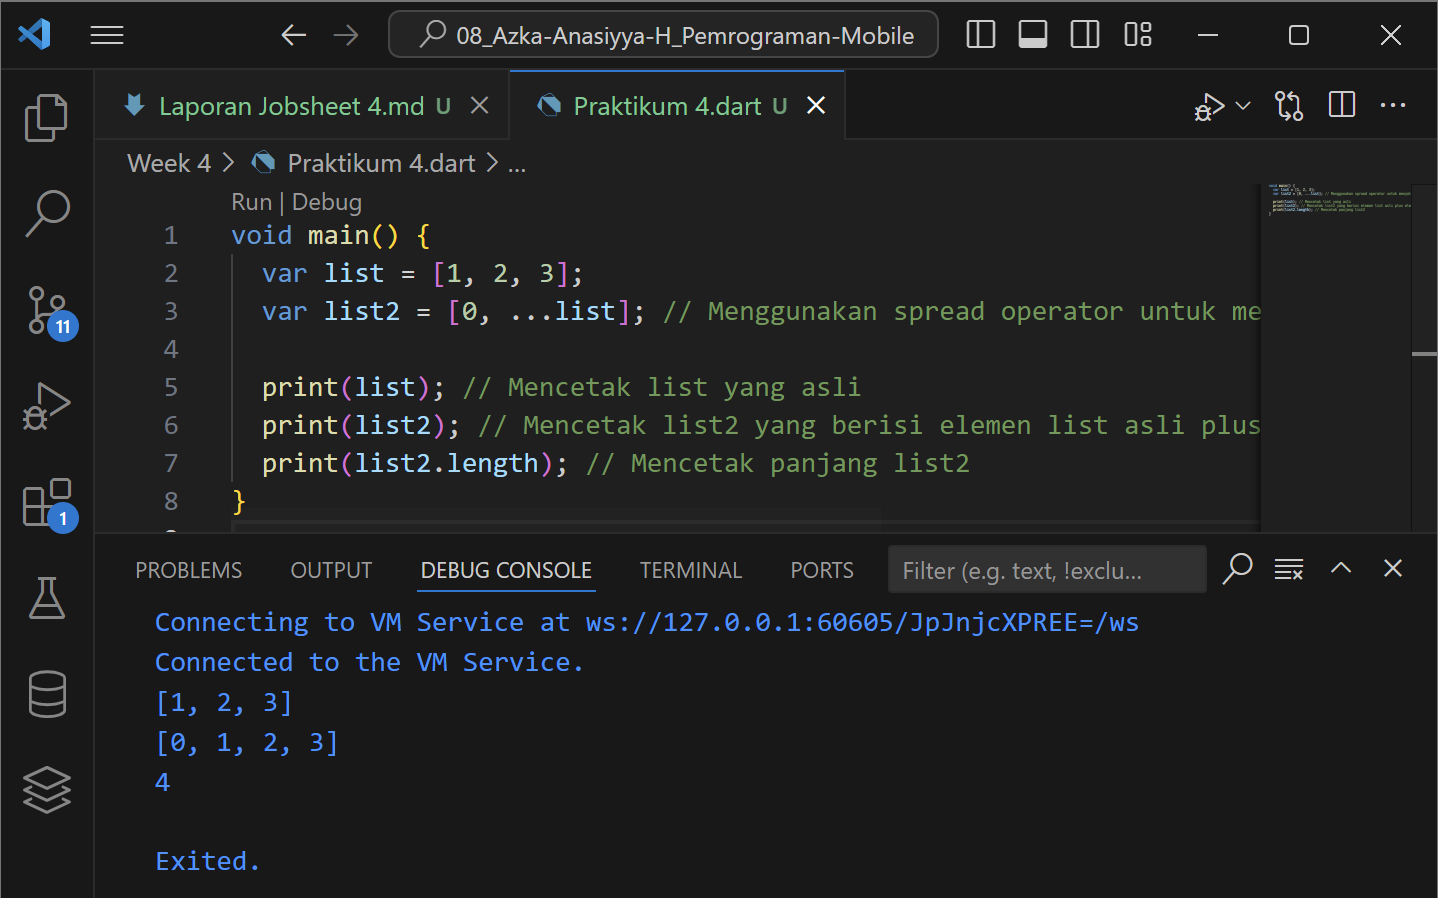 08_Azka-Anasiyya-H_Pemrograman-Mobile
Laporan Jobsheet 4.md U
Praktikum 4.dart U
Week 4 > Praktikum 4.dart > ...
Run | Debug
1 void main() {
2 var list = [1, 2, 3];
3 var list2 = [0, ...list]; // Menggunakan spread operator untuk me
4
5 print(list); // Mencetak list yang asli
6 print(list2); // Mencetak list2 yang berisi elemen list asli plus
7 print(list2.length); // Mencetak panjang list2
8 }
11
1
PROBLEMS OUTPUT DEBUG CONSOLE TERMINAL PORTS Filter (e.g. text, !exclu...
Connecting to VM Service at ws://127.0.0.1:60605/JpJnjcXPREE=/ws
Connected to the VM Service.
[1, 2, 3]
[0, 1, 2, 3]
4
Exited.